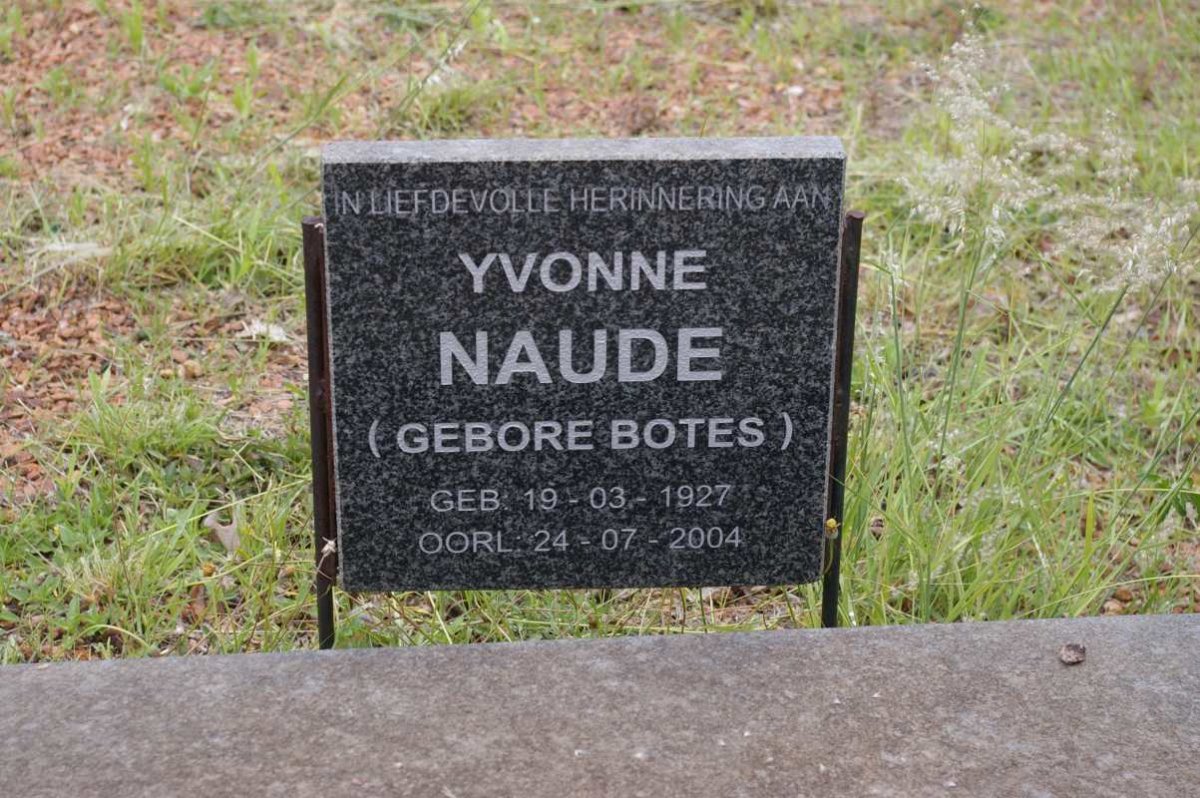 IN LIEFDEVOLLE HERINNERING AAN
YVONNE
NAUDE
( GEBORE BOTES )
GEB: 19 - 03 - 1927
OORL: 24 - 07 - 2004